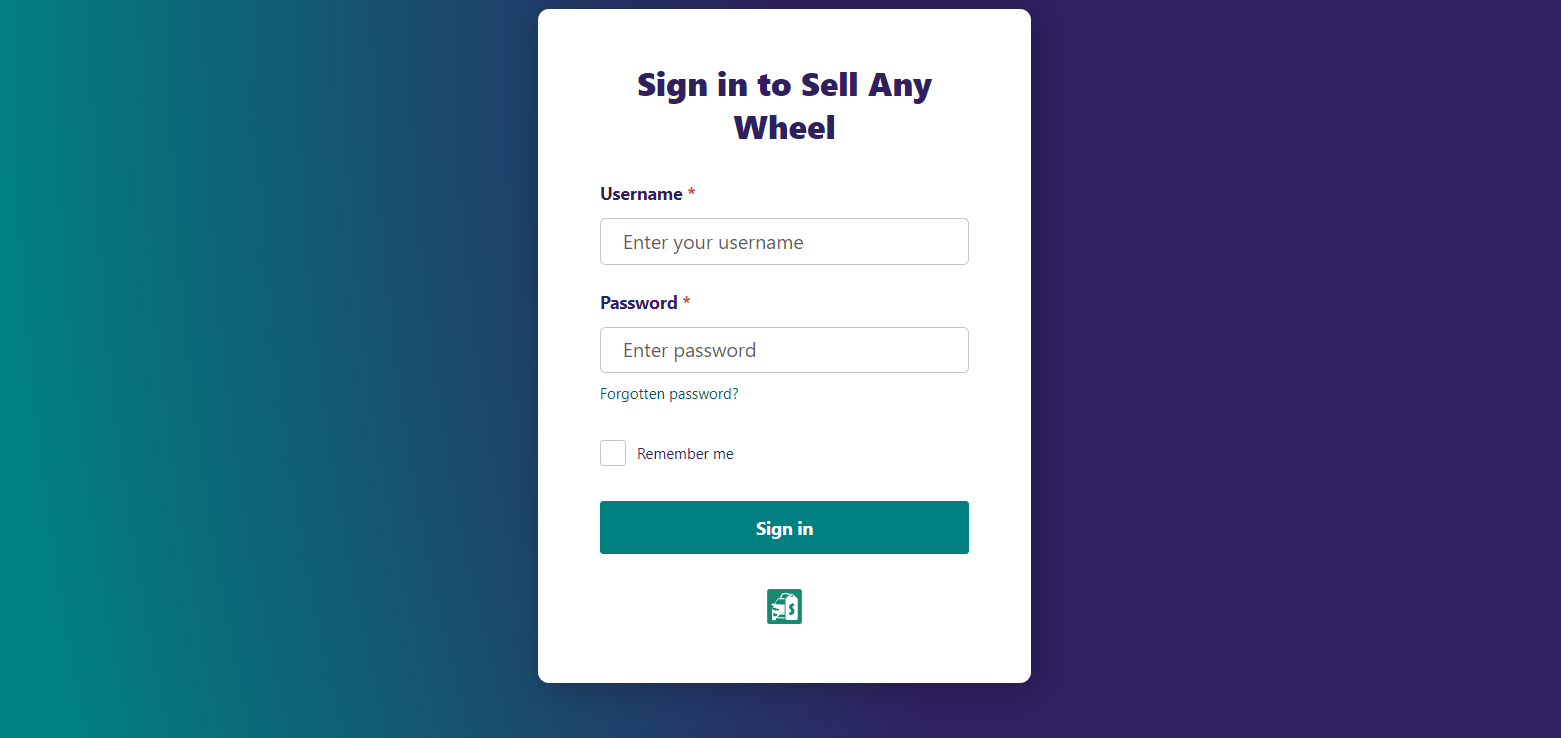 Sign in to Sell Any
Wheel
Username *
Enter your username
Password *
Enter password
Forgotten password?
Remember me
Sign in
S